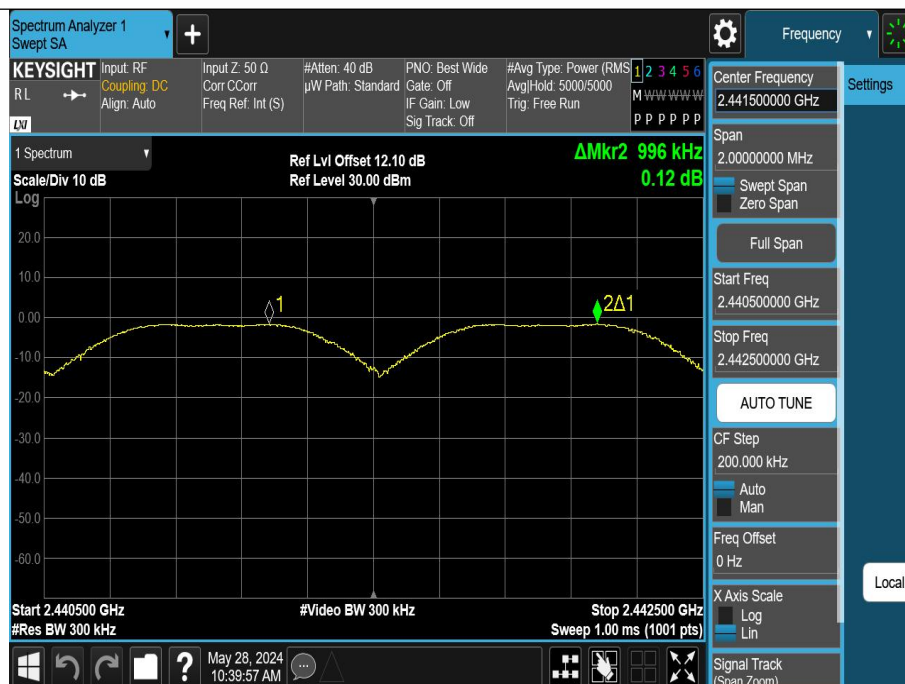 Spectrum Analyzer 1
Swept SA
Frequency
KEYSIGHT
RL
LXI
Input: RF
Coupling: DC
Align: Auto
Input Z: 50 Ω
Corr CCorr
Freq Ref: Int (S)
#Atten: 40 dB
µW Path: Standard
PNO: Best Wide
Gate: Off
IF Gain: Low
Sig Track: Off
#Avg Type: Power (RMS
Avg|Hold: 5000/5000
Trig: Free Run
1 2 3 4 5 6
M W W W W W
P P P P P P
1 Spectrum
Scale/Div 10 dB
Log
Ref Lvl Offset 12.10 dB
Ref Level 30.00 dBm
ΔMkr2 996 kHz
0.12 dB
20.0
10.0
0.00
-10.0
-20.0
-30.0
-40.0
-50.0
-60.0
1
2Δ1
Start 2.440500 GHz
#Res BW 300 kHz
#Video BW 300 kHz
Stop 2.442500 GHz
Sweep 1.00 ms (1001 pts)
Center Frequency
2.441500000 GHz
Span
2.00000000 MHz
Swept Span
Zero Span
Full Span
Start Freq
2.440500000 GHz
Stop Freq
2.442500000 GHz
AUTO TUNE
CF Step
200.000 kHz
Auto
Man
Freq Offset
0 Hz
X Axis Scale
Log
Lin
Signal Track
(Span Zoom)
Settings
Local
?
May 28, 2024
10:39:57 AM